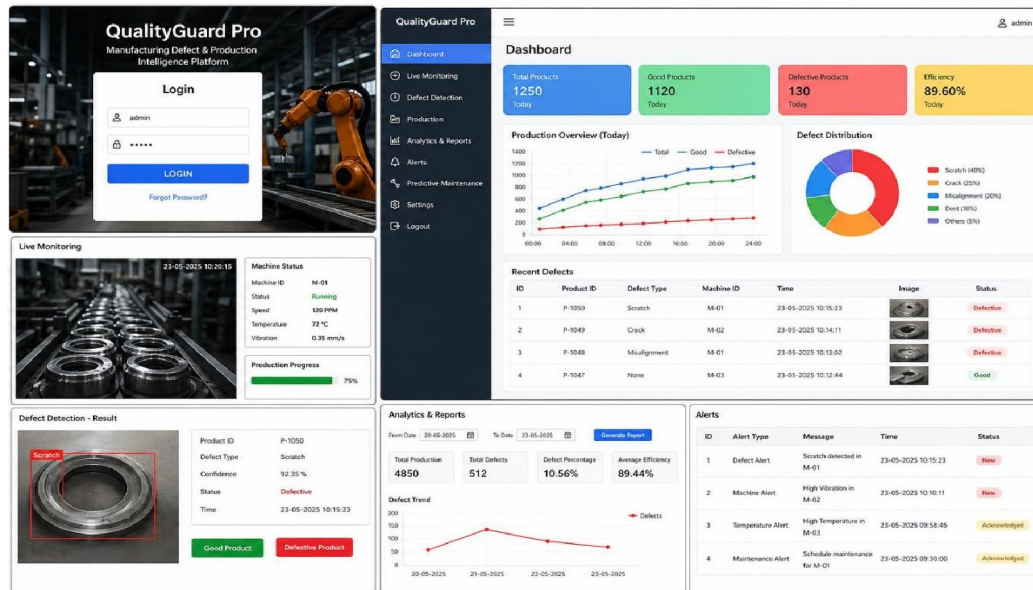 QualityGuard Pro
Manufacturing Defect & Production
Intelligence Platform
Login
admin
•••••
LOGIN
Forgot Password?
QualityGuard Pro
Dashboard
Live Monitoring
Defect Detection
Production
Analytics & Reports
Alerts
Predictive Maintenance
Settings
Logout
admin
Dashboard
Total Products
1250
Today
Good Products
1120
Today
Defective Products
130
Today
Efficiency
89.60%
Today
Production Overview (Today)
Total Good Defective
1400
1200
1000
800
600
400
200
0
00:00 04:00 08:00 12:00 16:00 20:00 24:00
Defect Distribution
Scratch (40%)
Crack (25%)
Misalignment (20%)
Dent (10%)
Others (5%)
Recent Defects
ID Product ID Defect Type Machine ID Time Image Status
1 P-1050 Scratch M-01 23-05-2025 10:15:23 Defective
2 P-1049 Crack M-02 23-05-2025 10:14:11 Defective
3 P-1048 Misalignment M-01 23-05-2025 10:13:02 Defective
4 P-1047 None M-03 23-05-2025 10:12:44 Good
Live Monitoring
23-05-2025 10:20:15
Machine Status
Machine ID M-01
Status Running
Speed 120 PPM
Temperature 72 °C
Vibration 0.35 mm/s
Production Progress
75%
Defect Detection - Result
Scratch
Product ID P-1050
Defect Type Scratch
Confidence 92.35 %
Status Defective
Time 23-05-2025 10:15:23
Good Product
Defective Product
Analytics & Reports
From Date 20-05-2025 To Date 23-05-2025 Generate Report
Total Production
4850
Total Defects
512
Defect Percentage
10.56%
Average Efficiency
89.44%
Defect Trend
Defects
200
150
100
50
0
20-05-2025 21-05-2025 22-05-2025 23-05-2025
Alerts
ID Alert Type Message Time Status
1 Defect Alert Scratch detected in M-01 23-05-2025 10:15:23 New
2 Machine Alert High Vibration in M-02 23-05-2025 10:10:11 New
3 Temperature Alert High Temperature in M-03 23-05-2025 09:58:45 Acknowledged
4 Maintenance Alert Schedule maintenance for M-01 23-05-2025 09:30:00 Acknowledged